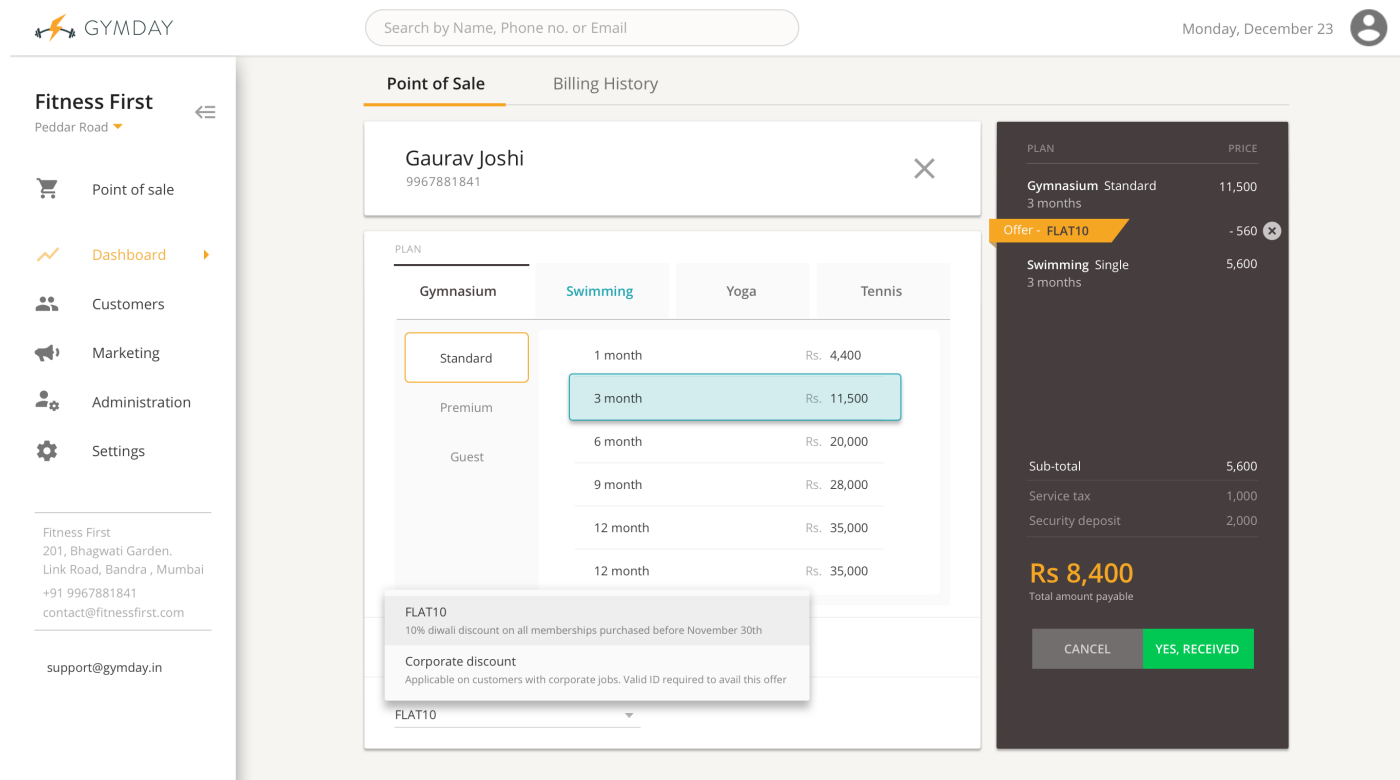 GYMDAY
Search by Name, Phone no. or Email
Monday, December 23
Fitness First
Peddar Road
Point of sale
Dashboard
Customers
Marketing
Administration
Settings
Fitness First
201, Bhagwati Garden.
Link Road, Bandra , Mumbai
+91 9967881841
contact@fitnessfirst.com
support@gymday.in
Point of Sale
Billing History
Gaurav Joshi
9967881841
PLAN
Gymnasium
Swimming
Yoga
Tennis
Standard
Premium
Guest
1 month Rs. 4,400
3 month Rs. 11,500
6 month Rs. 20,000
9 month Rs. 28,000
12 month Rs. 35,000
12 month Rs. 35,000
FLAT10
10% diwali discount on all memberships purchased before November 30th
Corporate discount
Applicable on customers with corporate jobs. Valid ID required to avail this offer
FLAT10
PLAN PRICE
Gymnasium Standard 11,500
3 months
Offer - FLAT10 - 560
Swimming Single 5,600
3 months
Sub-total 5,600
Service tax 1,000
Security deposit 2,000
Rs 8,400
Total amount payable
CANCEL
YES, RECEIVED